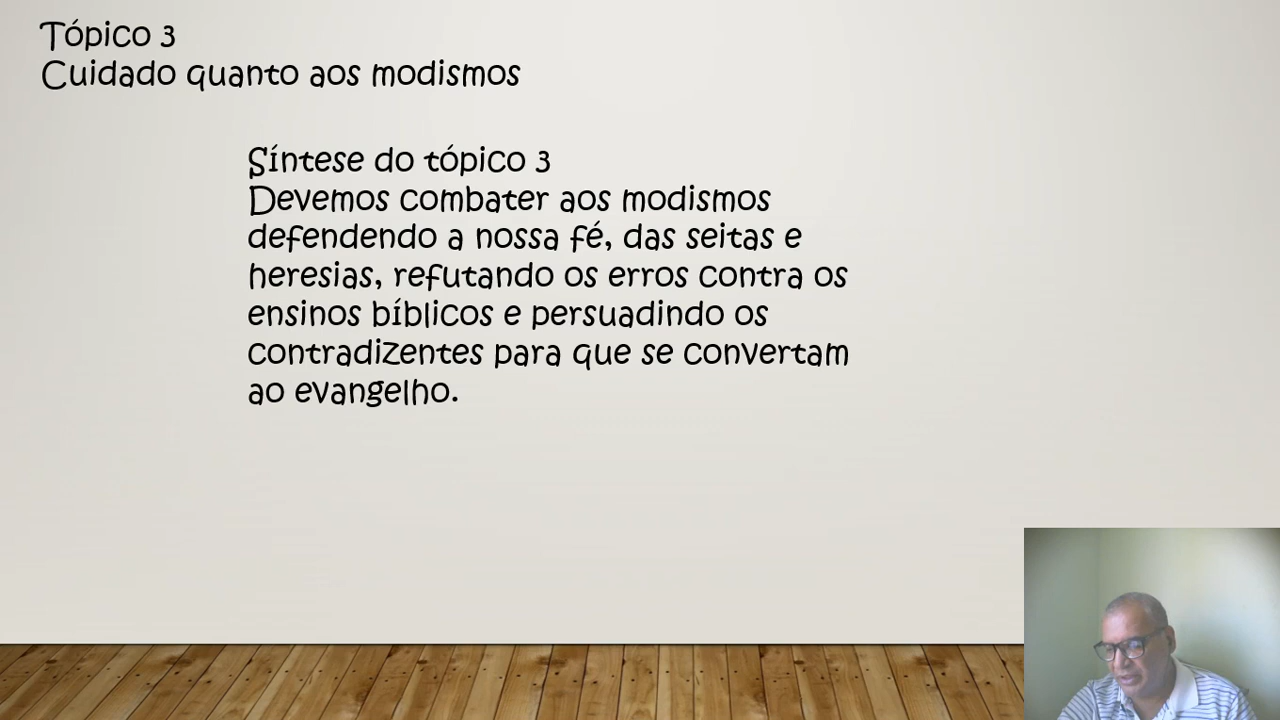 Tópico 3
Cuidado quanto aos modismos
Síntese do tópico 3
Devemos combater aos modismos
defendendo a nossa fé, das seitas e
heresias, refutando os erros contra os
ensinos bíblicos e persuadindo os
contradizentes para que se convertam
ao evangelho.